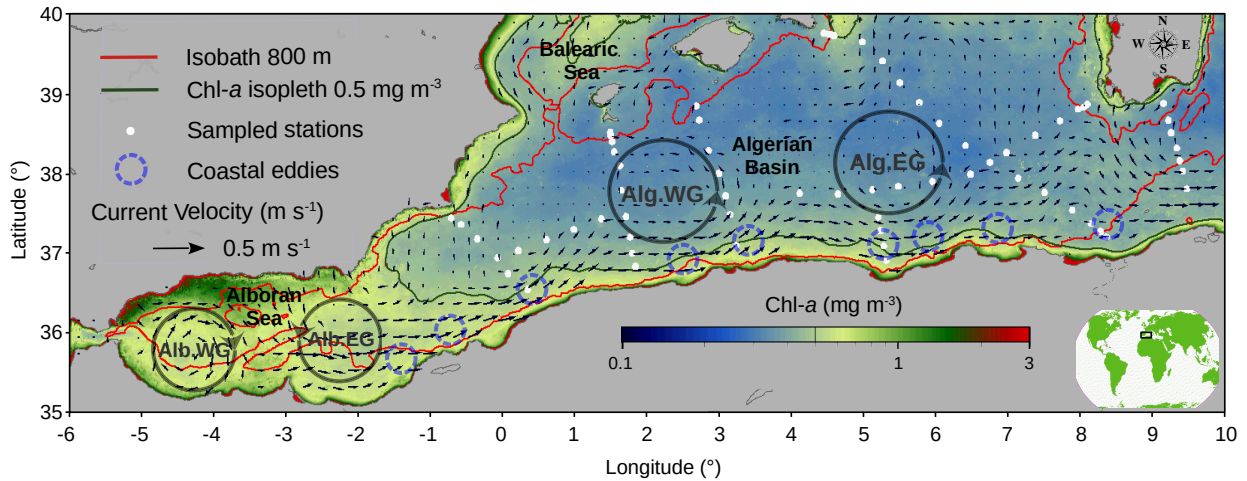 40
39
38
37
36
35
Latitude (°)
Isobath 800 m
Chl-a isopleth 0.5 mg m-3
Sampled stations
Coastal eddies
Current Velocity (m s-1)
0.5 m s-1
Balearic
Sea
Algerian
Basin
Alg.WG
Alg.EG
Alboran
Sea
Alb.WG
Alb.EG
N
W E
S
Chl-a (mg m-3)
0.1 1 3
-6 -5 -4 -3 -2 -1 0 1 2 3 4 5 6 7 8 9 10
Longitude (°)